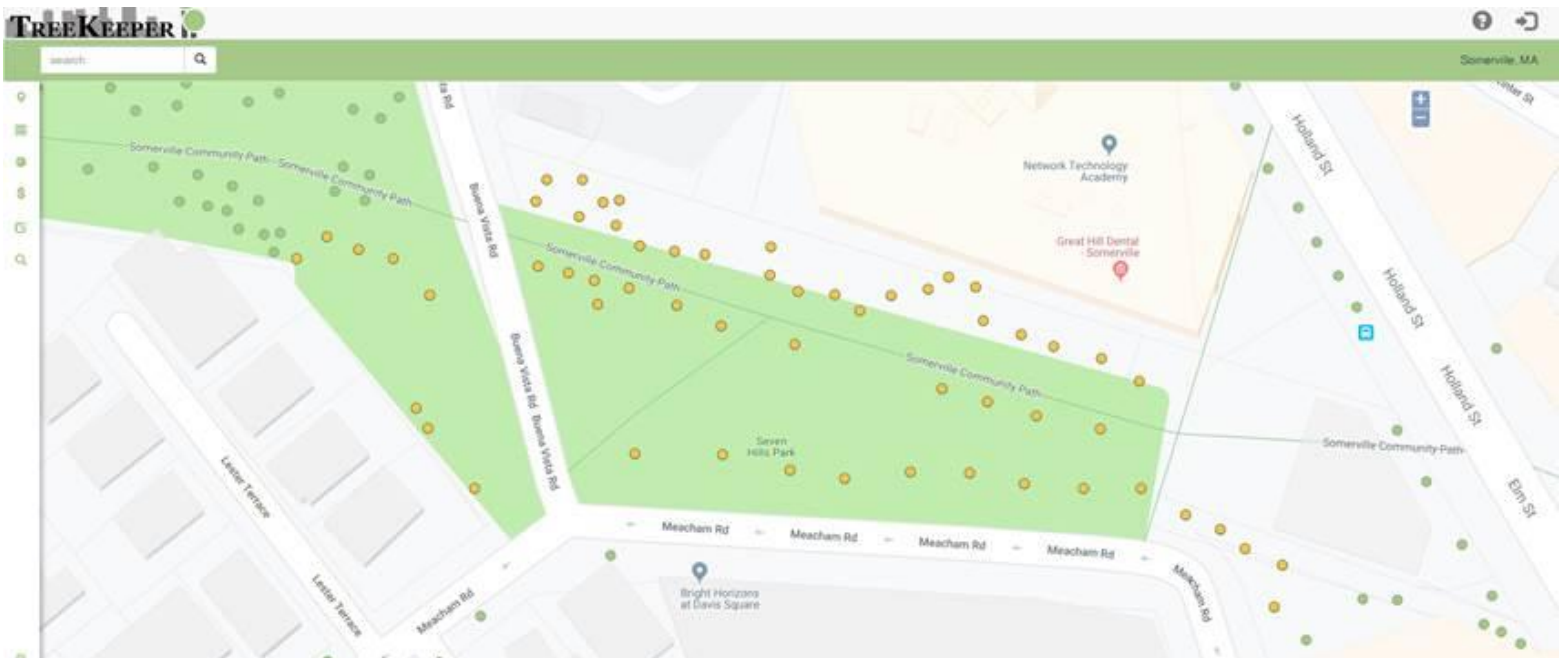 TREEKEEPER
search
Somerville, MA
ta Rd
inter St
Holland St
Network Technology
Academy
Somerville Community Path
Somerville Community Path
Buena Vista Rd
Great Hill Dental
- Somerville
Somerville Community Path
Holland St
Buena Vista Rd
Somerville Community Path
Holland St
Buena Vista Rd
Seven
Hills Park
Somerville Community Path
Lester Terrace
Elm St
Meacham Rd
Meacham Rd
Meacham Rd
Meacham Rd
Meacham Rd
Bright Horizons
at Davis Square
Lester Terrace
Meacham Rd